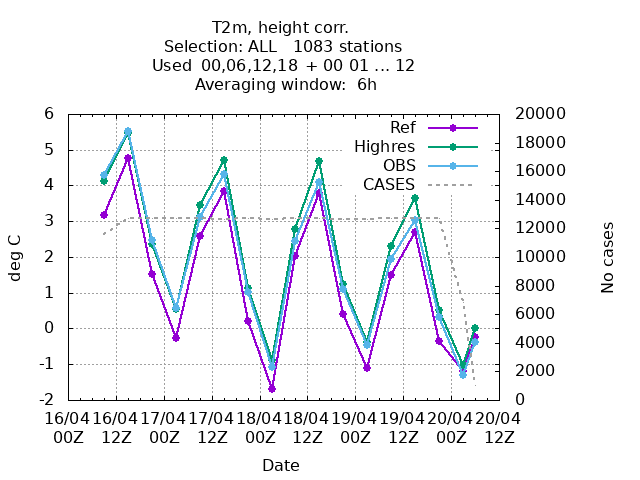 T2m, height corr.
Selection: ALL   1083 stations
Used  00,06,12,18  + 00 01 ... 12
Averaging window:  6h
Ref
Highres
OBS
CASES
6
5
4
3
2
1
0
-1
-2
deg C
20000
18000
16000
14000
12000
10000
8000
6000
4000
2000
0
No cases
16/04 16/04 17/04 17/04 18/04 18/04 19/04 19/04 20/04 20/04
00Z 12Z 00Z 12Z 00Z 12Z 00Z 12Z 00Z 12Z
Date